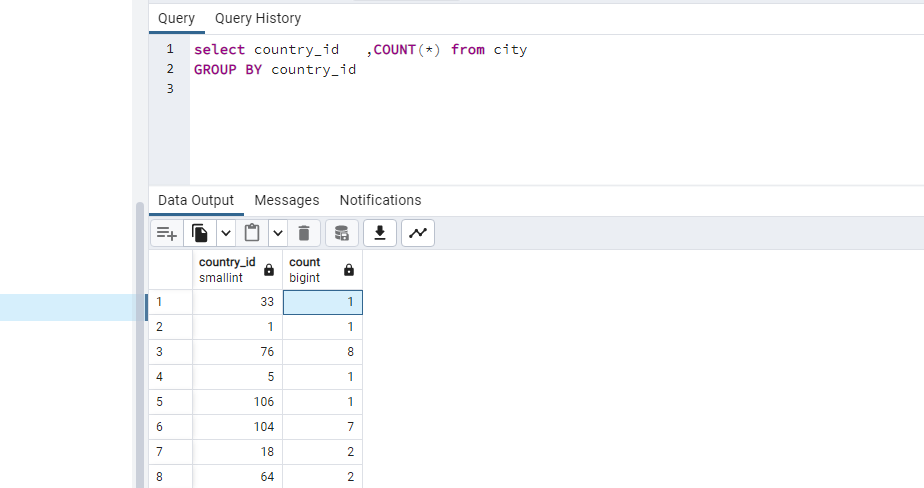 Query Query History
1 select country_id ,COUNT(*) from city
2 GROUP BY country_id
3
Data Output Messages Notifications
country_id count
smallint bigint
1 33 1
2 1 1
3 76 8
4 5 1
5 106 1
6 104 7
7 18 2
8 64 2